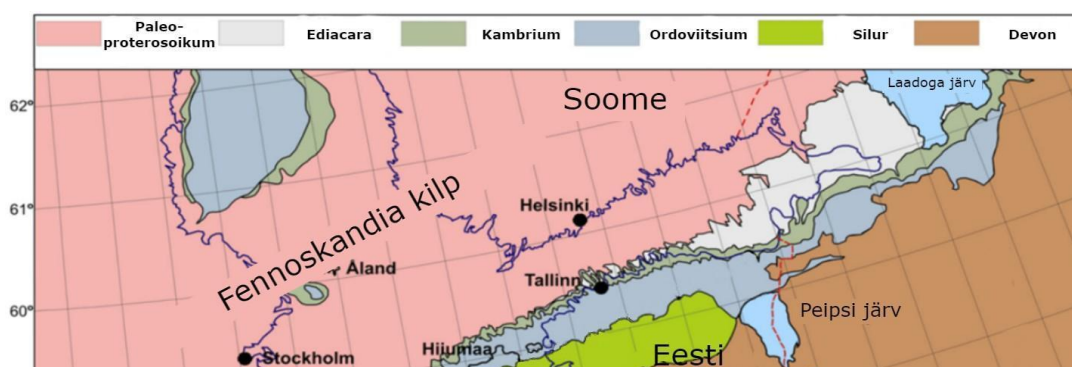 Paleo-
proterosoikum
Ediacara
Kambrium
Ordoviitsium
Silur
Devon
62°
Soome
Laadoga järv
61°
Helsinki
Fennoskandia kilp
Åland
Tallinn
60°
Peipsi järv
Stockholm
Hiiumaa
Eesti